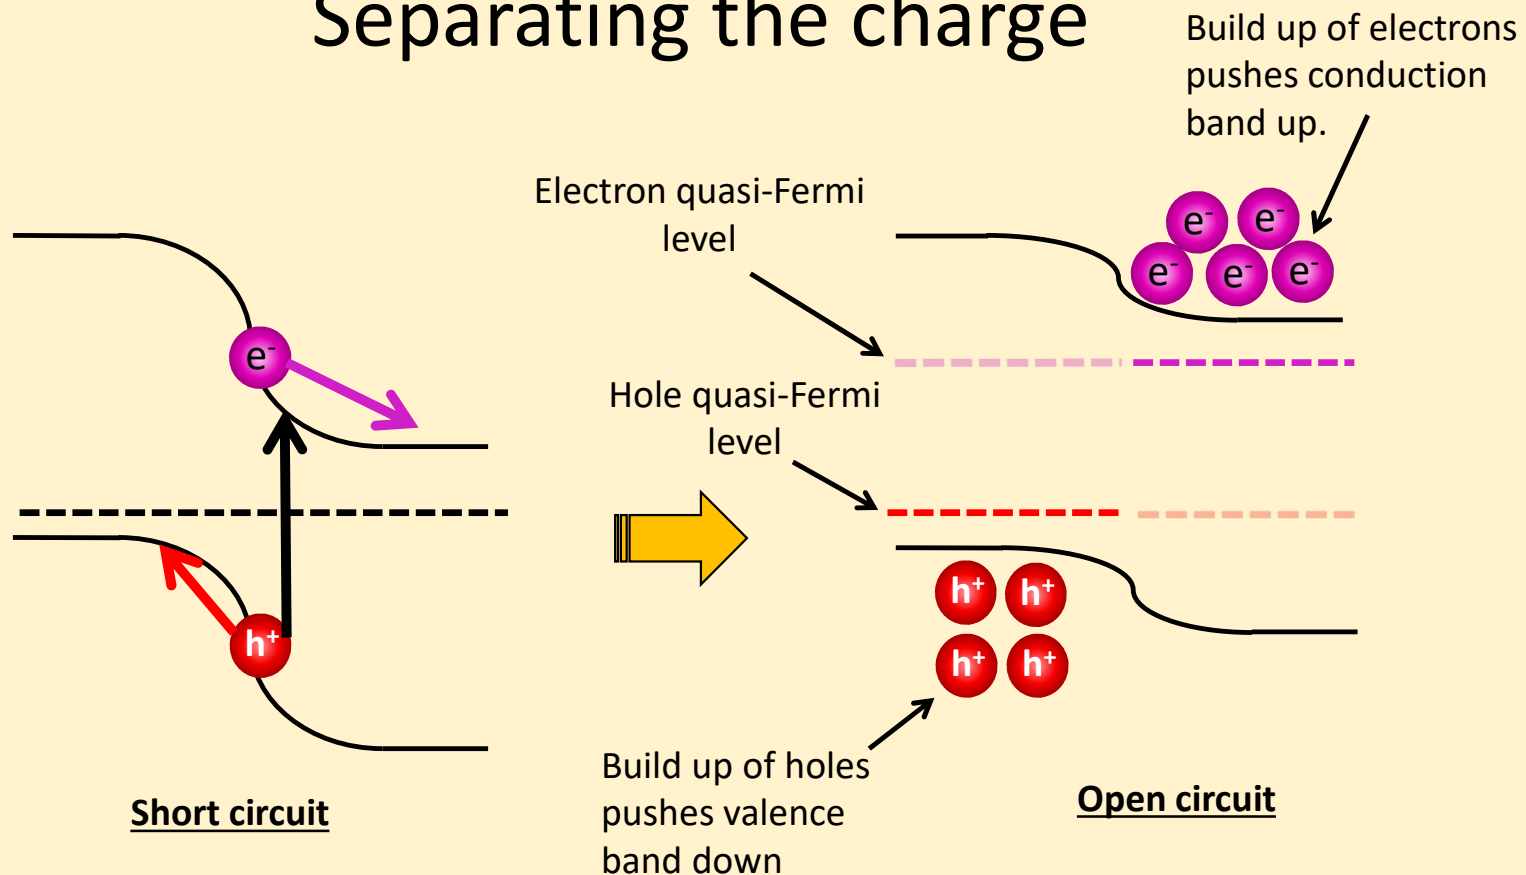 Separating the charge
Build up of electrons
pushes conduction
band up.
Electron quasi-Fermi
level
e⁻
e⁻
e⁻
e⁻
e⁻
e⁻
Hole quasi-Fermi
level
h⁺
h⁺
h⁺
h⁺
h⁺
Build up of holes
pushes valence
band down
Short circuit
Open circuit